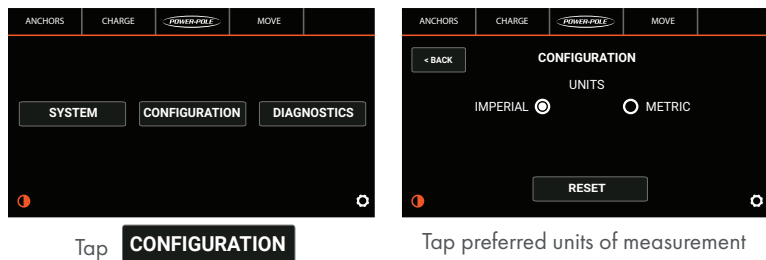 ANCHORS CHARGE POWER-POLE MOVE
SYSTEM CONFIGURATION DIAGNOSTICS
Tap CONFIGURATION
ANCHORS CHARGE POWER-POLE MOVE
< BACK CONFIGURATION
UNITS
IMPERIAL METRIC
RESET
Tap preferred units of measurement